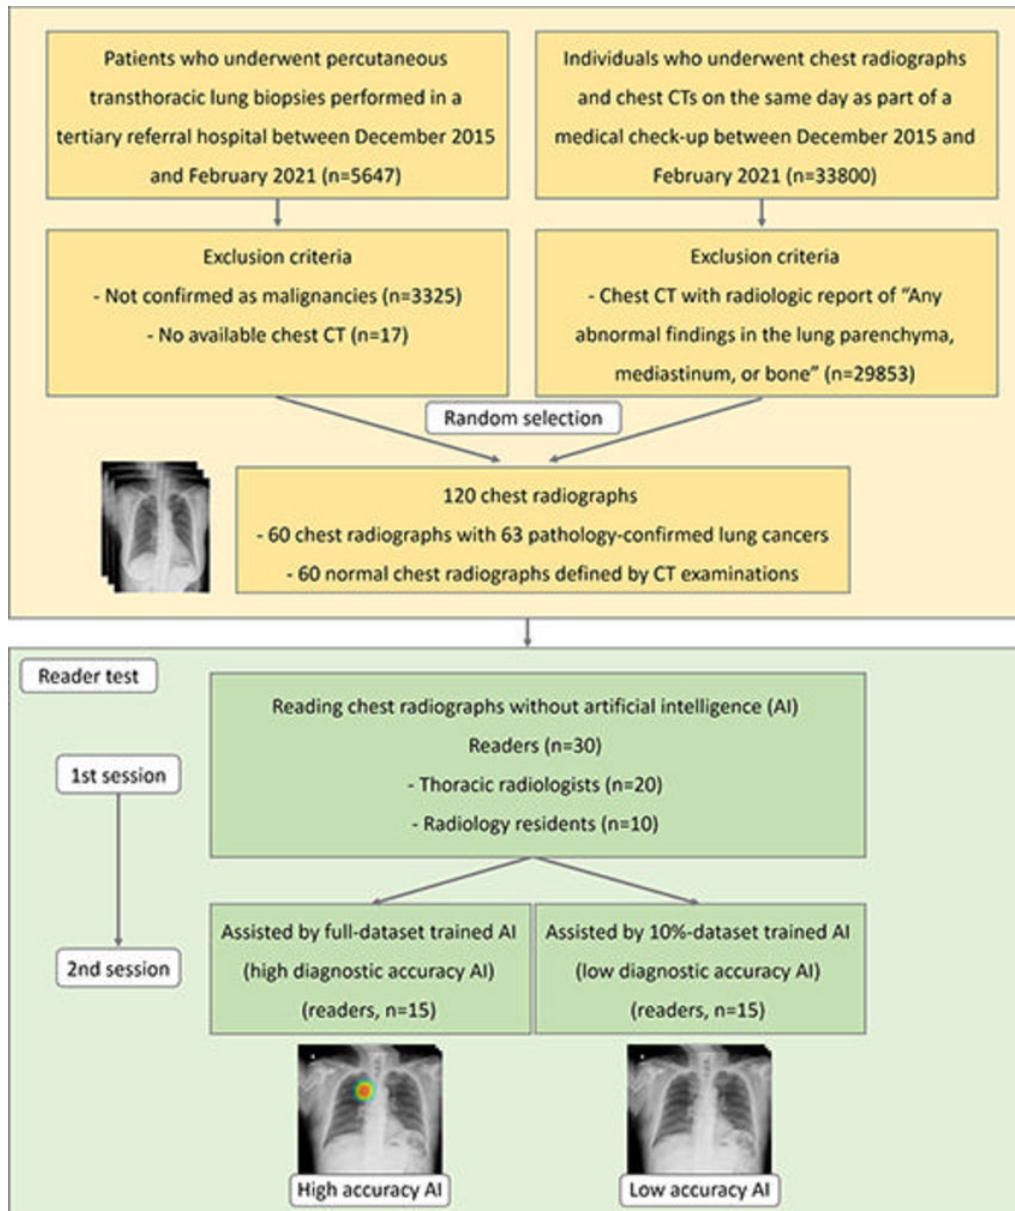 Patients who underwent percutaneous
transthoracic lung biopsies performed in a
tertiary referral hospital between December 2015
and February 2021 (n=5647)
Individuals who underwent chest radiographs
and chest CTs on the same day as part of a
medical check-up between December 2015 and
February 2021 (n=33800)
Exclusion criteria
- Not confirmed as malignancies (n=3325)
- No available chest CT (n=17)
Exclusion criteria
- Chest CT with radiologic report of “Any
abnormal findings in the lung parenchyma,
mediastinum, or bone” (n=29853)
Random selection
120 chest radiographs
- 60 chest radiographs with 63 pathology-confirmed lung cancers
- 60 normal chest radiographs defined by CT examinations
Reader test
Reading chest radiographs without artificial intelligence (AI)
Readers (n=30)
- Thoracic radiologists (n=20)
- Radiology residents (n=10)
1st session
2nd session
Assisted by full-dataset trained AI
(high diagnostic accuracy AI)
(readers, n=15)
Assisted by 10%-dataset trained AI
(low diagnostic accuracy AI)
(readers, n=15)
High accuracy AI
Low accuracy AI